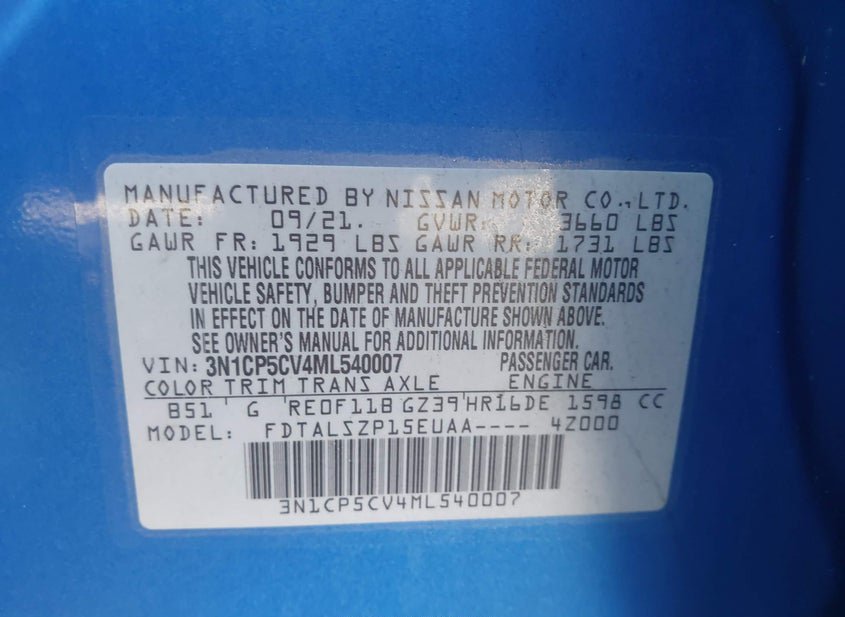 MANUFACTURED BY NISSAN MOTOR CO., LTD.
DATE: 09/21. GVWR: 3660 LBS
GAWR FR: 1929 LBS GAWR RR: 1731 LBS
THIS VEHICLE CONFORMS TO ALL APPLICABLE FEDERAL MOTOR
VEHICLE SAFETY, BUMPER AND THEFT PREVENTION STANDARDS
IN EFFECT ON THE DATE OF MANUFACTURE SHOWN ABOVE.
SEE OWNER'S MANUAL FOR ADDITIONAL INFORMATION.
VIN: 3N1CP5CV4ML540007 PASSENGER CAR.
COLOR TRIM TRANS AXLE ENGINE
B51 G RE0F11B GZ39 HR16DE 1598 CC
MODEL: FDTALSZP15EUAA---- 4Z000
3N1CP5CV4ML540007